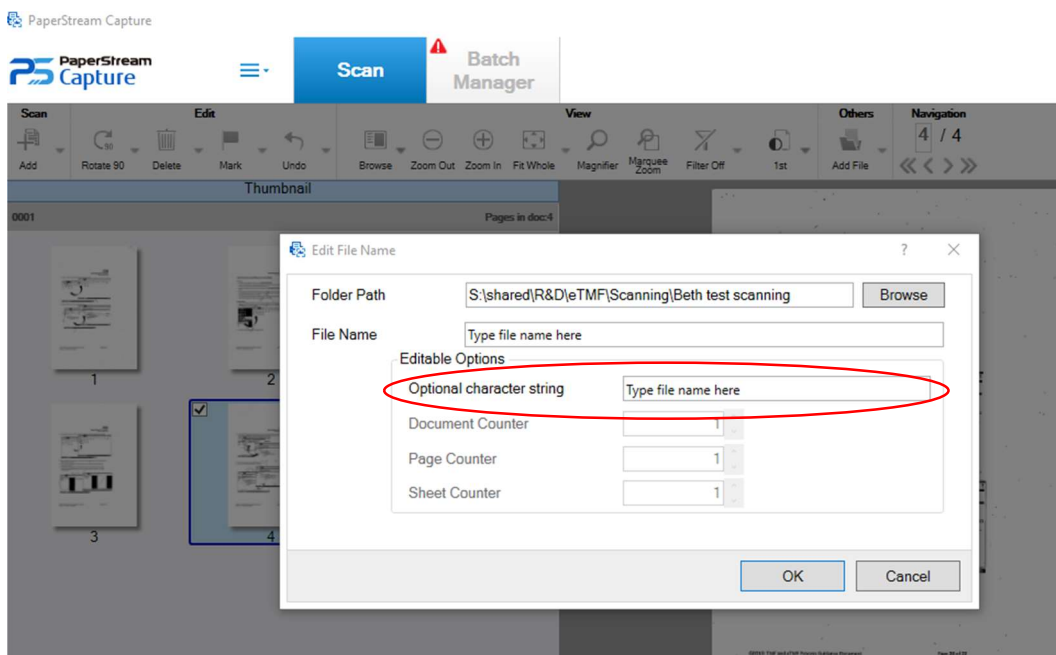 PaperStream Capture
PaperStream
Capture
Scan
Batch
Manager
Scan
Edit
View
Others
Navigation
Add
Rotate 90
Delete
Mark
Undo
Browse
Zoom Out
Zoom In
Fit Whole
Magnifier
Marquee
Zoom
Filter Off
1st
Add File
4 / 4
Thumbnail
0001
Pages in doc:4
1
2
3
4
Edit File Name
Folder Path
S:\shared\R&D\eTMF\Scanning\Beth test scanning
Browse
File Name
Type file name here
Editable Options
Optional character string
Type file name here
Document Counter
1
Page Counter
1
Sheet Counter
1
OK
Cancel